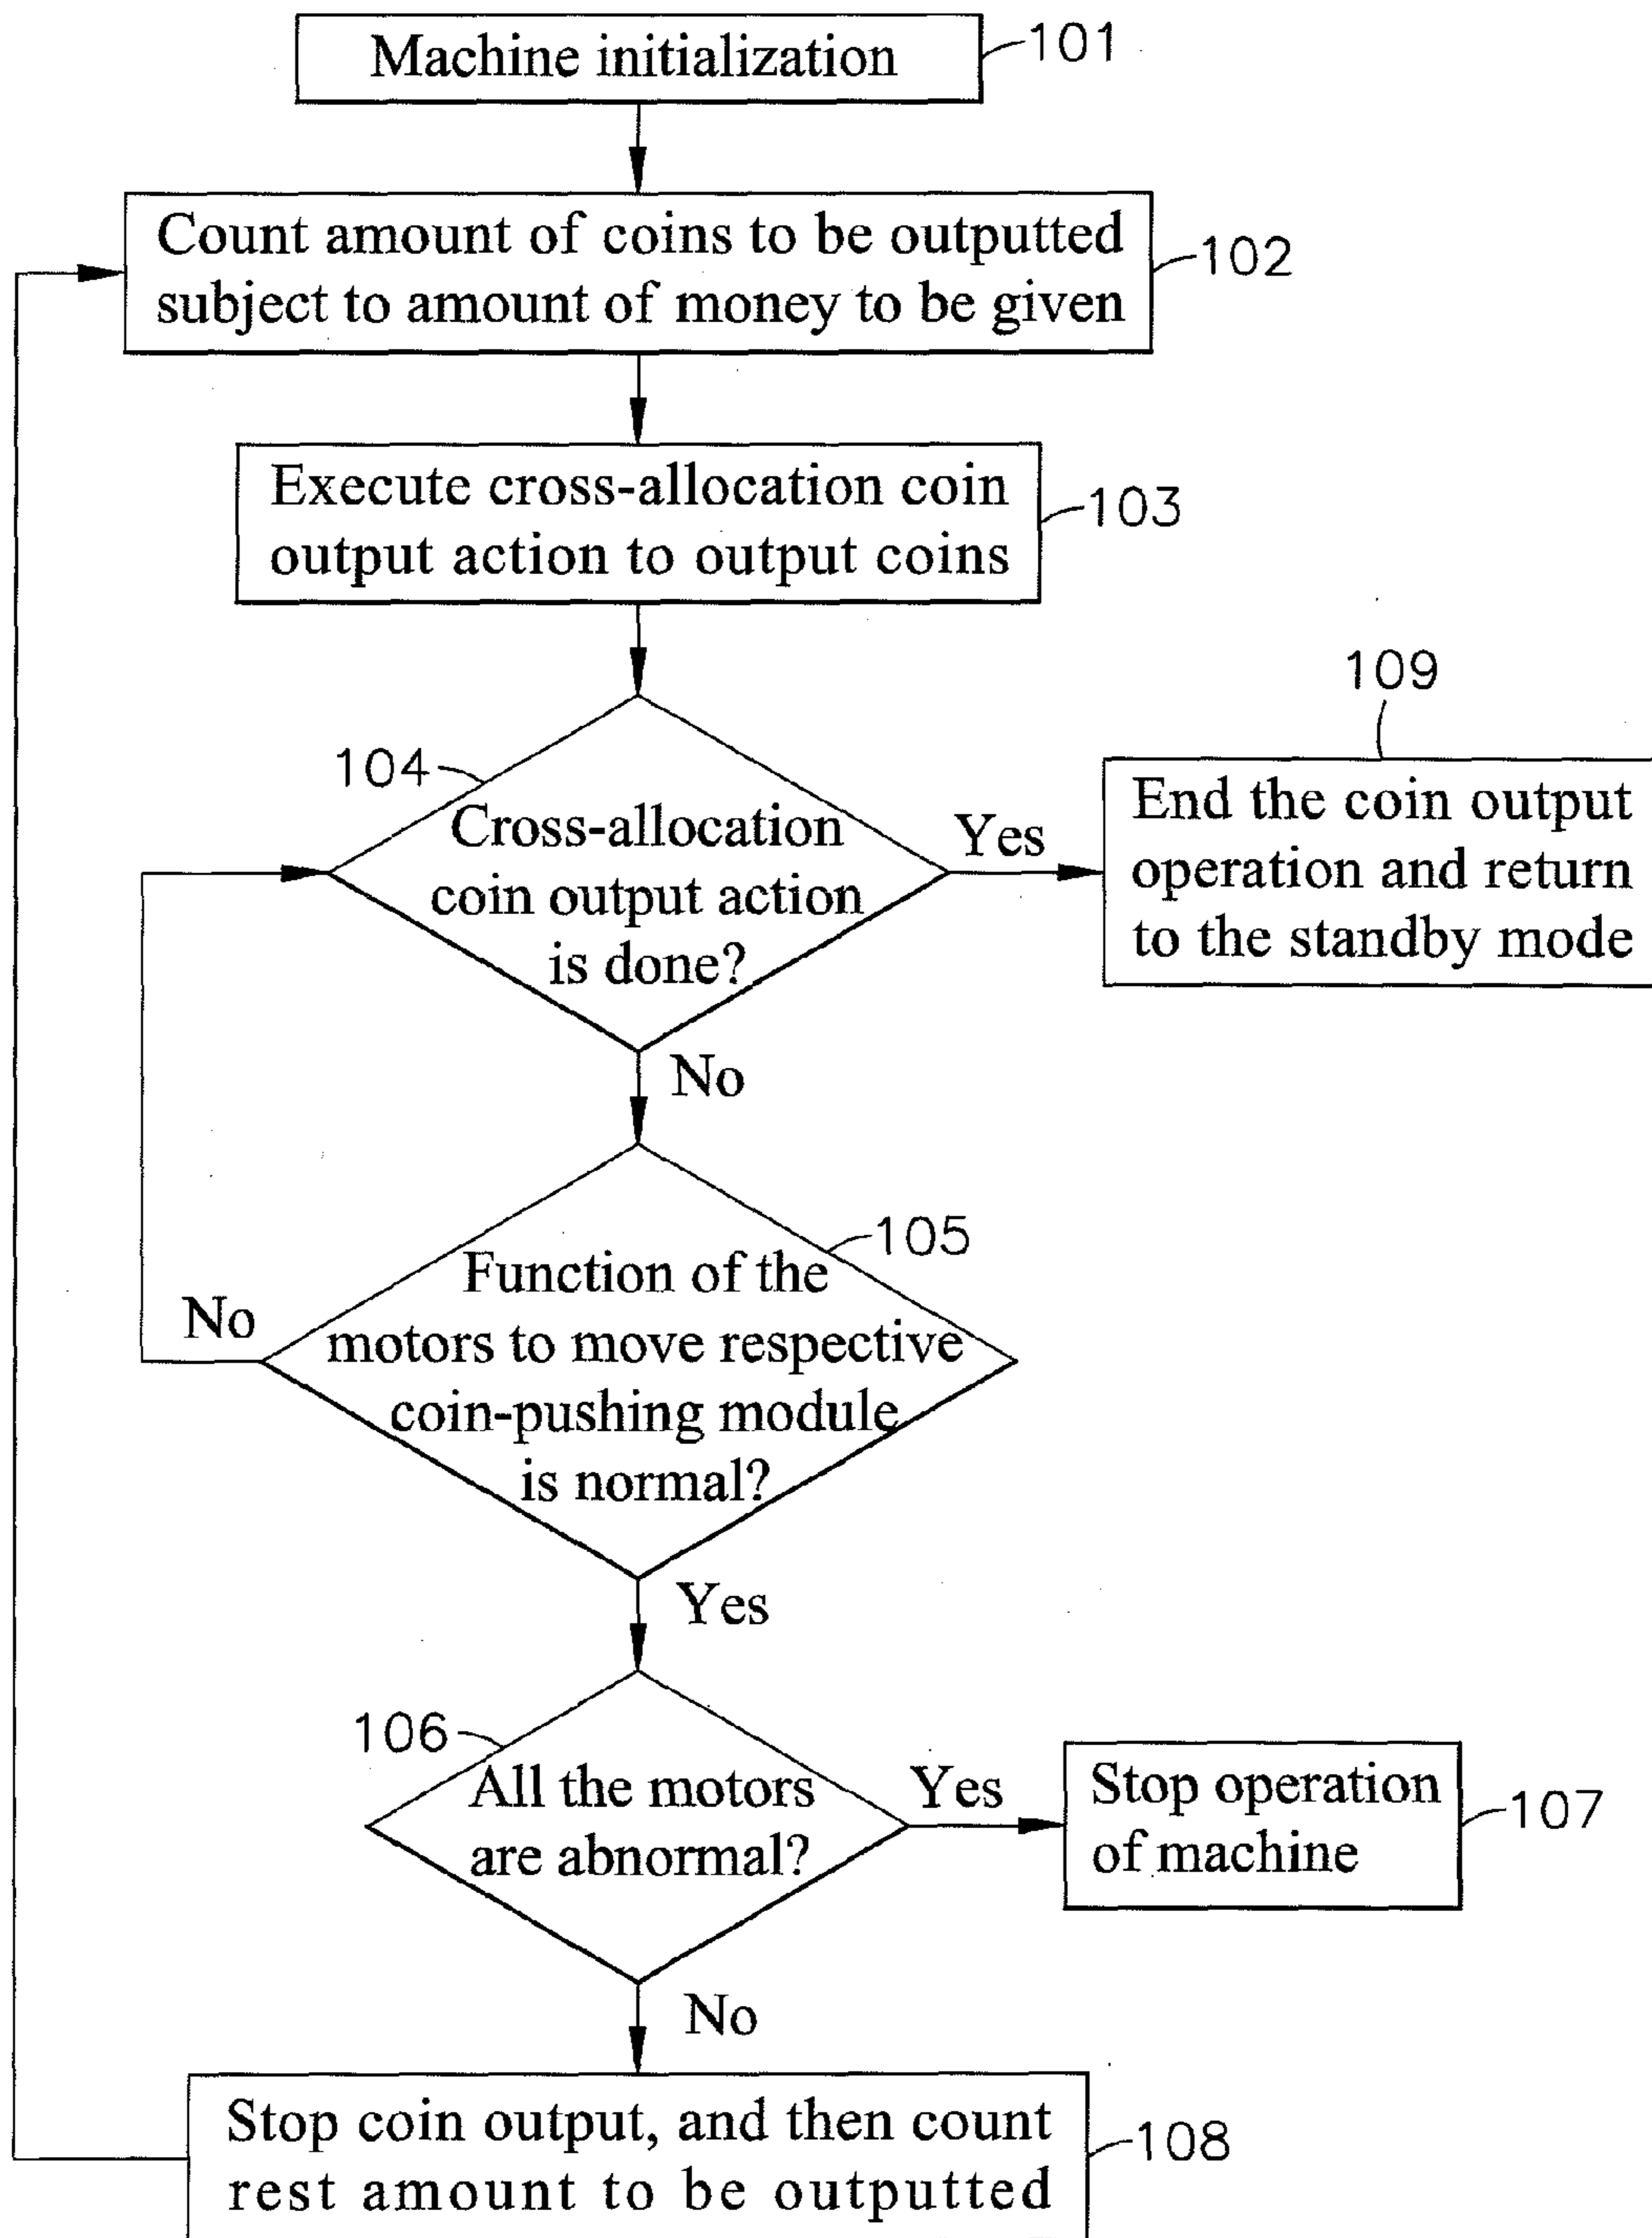 Machine initialization
101
Count amount of coins to be outputted
subject to amount of money to be given
102
Execute cross-allocation coin
output action to output coins
103
104
Cross-allocation
coin output action
is done?
Yes
109
End the coin output
operation and return
to the standby mode
No
105
Function of the
motors to move respective
coin-pushing module
is normal?
No
Yes
106
All the motors
are abnormal?
Yes
Stop operation
of machine
107
No
Stop coin output, and then count
rest amount to be outputted
108